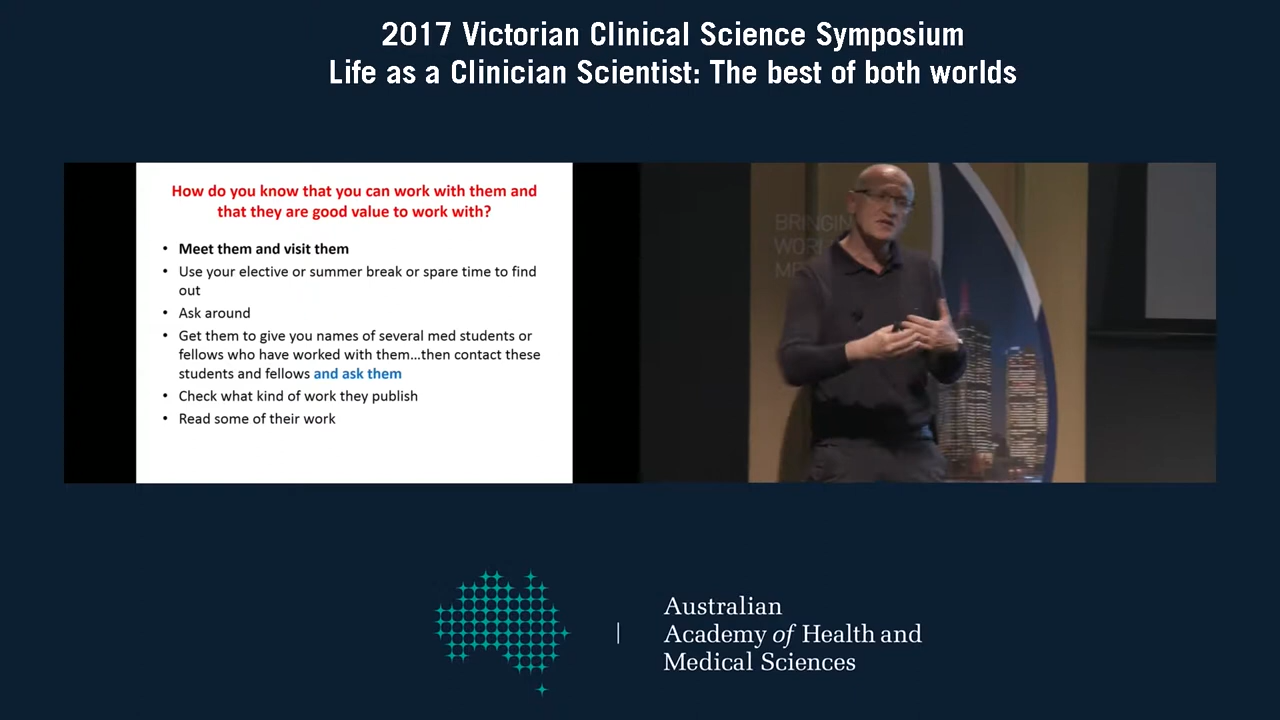 2017 Victorian Clinical Science Symposium
Life as a Clinician Scientist: The best of both worlds
How do you know that you can work with them and
that they are good value to work with?
• Meet them and visit them
• Use your elective or summer break or spare time to find
out
• Ask around
• Get them to give you names of several med students or
fellows who have worked with them...then contact these
students and fellows and ask them
• Check what kind of work they publish
• Read some of their work
BRINGING
Australian
Academy of Health and
Medical Sciences